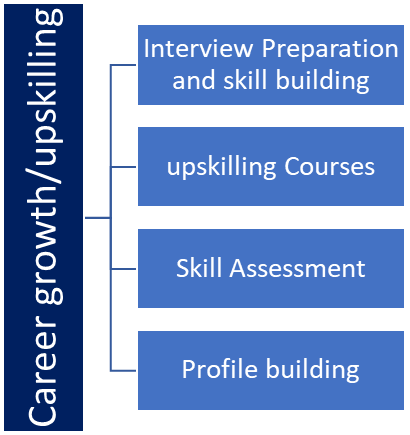 Career growth/upskilling
Interview Preparation
and skill building
upskilling Courses
Skill Assessment
Profile building